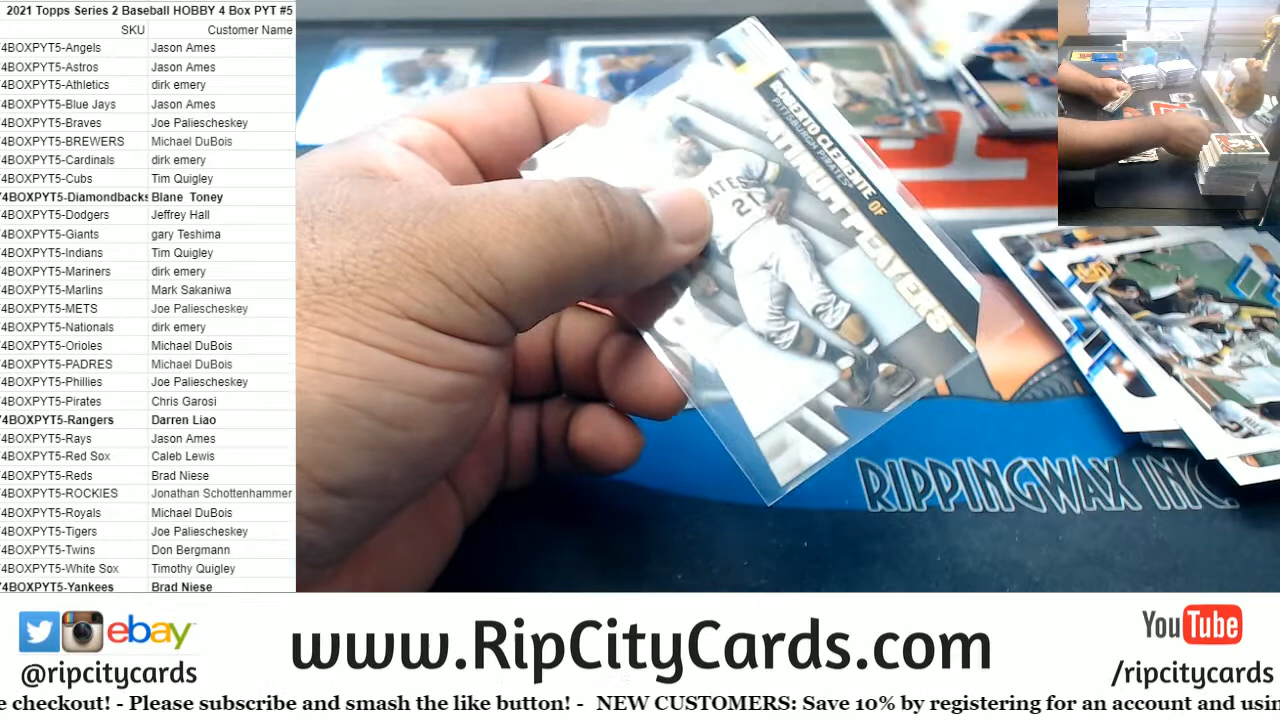 2021 Topps Series 2 Baseball HOBBY 4 Box PYT #5
SKU Customer Name
4BOXPYT5-Angels Jason Ames
4BOXPYT5-Astros Jason Ames
4BOXPYT5-Athletics dirk emery
4BOXPYT5-Blue Jays Jason Ames
4BOXPYT5-Braves Joe Paliescheskey
4BOXPYT5-BREWERS Michael DuBois
4BOXPYT5-Cardinals dirk emery
4BOXPYT5-Cubs Tim Quigley
4BOXPYT5-Diamondbacks Blane Toney
4BOXPYT5-Dodgers Jeffrey Hall
4BOXPYT5-Giants gary Teshima
4BOXPYT5-Indians Tim Quigley
4BOXPYT5-Mariners dirk emery
4BOXPYT5-Marlins Mark Sakaniwa
4BOXPYT5-METS Joe Paliescheskey
4BOXPYT5-Nationals dirk emery
4BOXPYT5-Orioles Michael DuBois
4BOXPYT5-PADRES Michael DuBois
4BOXPYT5-Phillies Joe Paliescheskey
4BOXPYT5-Pirates Chris Garosi
4BOXPYT5-Rangers Darren Liao
4BOXPYT5-Rays Jason Ames
4BOXPYT5-Red Sox Caleb Lewis
4BOXPYT5-Reds Brad Niese
4BOXPYT5-ROCKIES Jonathan Schottenhammer
4BOXPYT5-Royals Michael DuBois
4BOXPYT5-Tigers Joe Paliescheskey
4BOXPYT5-Twins Don Bergmann
4BOXPYT5-White Sox Timothy Quigley
4BOXPYT5-Yankees Brad Niese
ROBERTO CLEMENTE OF
PITTSBURGH PIRATES
PLATINUM PLAYERS
21
RIPPINGWAX INC.
ebay
@ripcitycards
www.RipCityCards.com
YouTube
/ripcitycards
e checkout! - Please subscribe and smash the like button! - NEW CUSTOMERS: Save 10% by registering for an account and usin